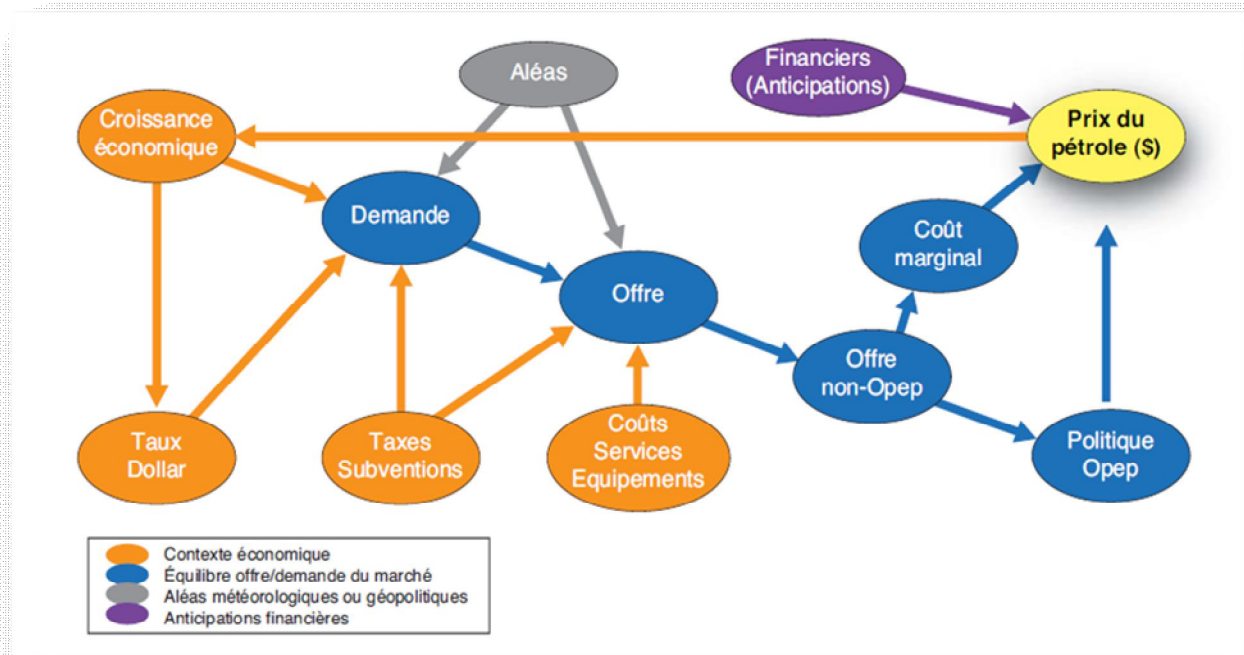 Aléas
Financiers
(Anticipations)
Croissance
économique
Prix du
pétrole ($)
Demande
Coût
marginal
Offre
Offre
non-Opep
Taux
Dollar
Taxes
Subventions
Coûts
Services
Equipements
Politique
Opep
Contexte économique
Équilibre offre/demande du marché
Aléas météorologiques ou géopolitiques
Anticipations financières